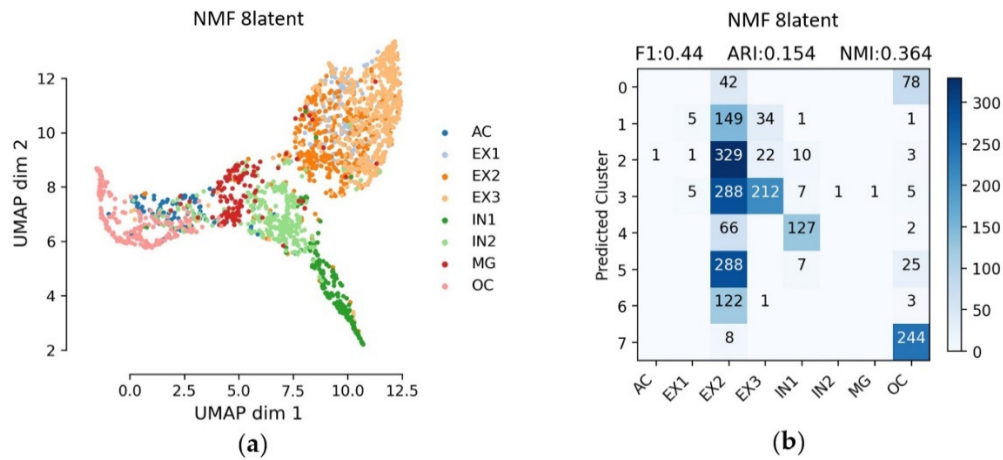 NMF 8latent
12
10
8
6
4
2
UMAP dim 2
0.0 2.5 5.0 7.5 10.0 12.5
UMAP dim 1
AC
EX1
EX2
EX3
IN1
IN2
MG
OC
(a)
NMF 8latent
F1:0.44 ARI:0.154 NMI:0.364
Predicted Cluster
0 42 78
1 5 149 34 1 1
2 1 1 329 22 10 3
3 5 288 212 7 1 1 5
4 66 127 2
5 288 7 25
6 122 1 3
7 8 244
AC EX1 EX2 EX3 IN1 IN2 MG OC
300
250
200
150
100
50
0
(b)